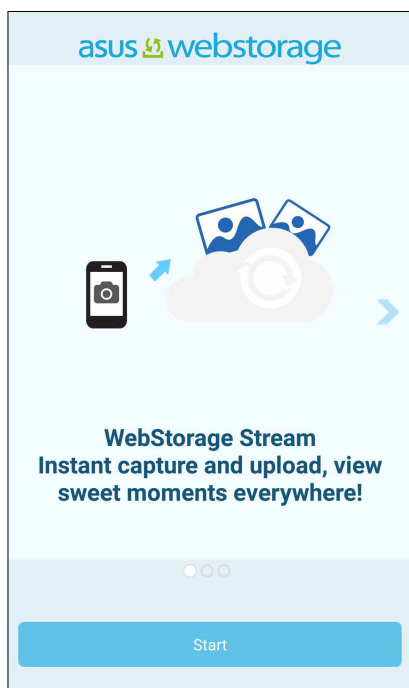 asus webstorage
WebStorage Stream
Instant capture and upload, view
sweet moments everywhere!
Start